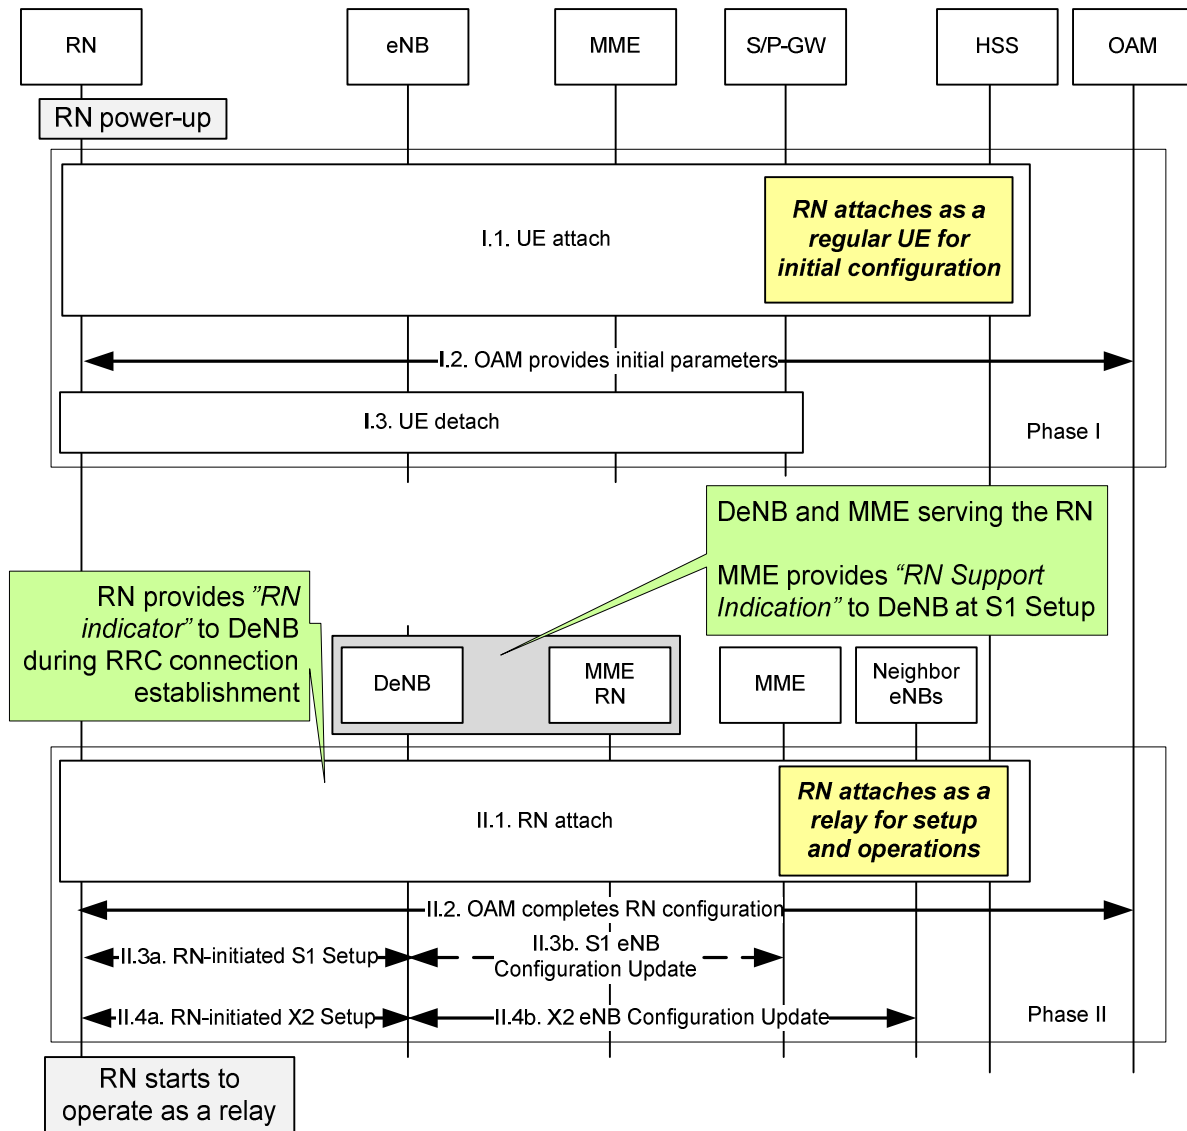 RN
eNB
MME
S/P-GW
HSS
OAM
RN power-up
I.1. UE attach
RN attaches as a
regular UE for
initial configuration
I.2. OAM provides initial parameters
I.3. UE detach
Phase I
DeNB and MME serving the RN
MME provides “RN Support
Indication” to DeNB at S1 Setup
RN provides ”RN
indicator” to DeNB
during RRC connection
establishment
DeNB
MME
RN
MME
Neighbor
eNBs
II.1. RN attach
RN attaches as a
relay for setup
and operations
II.2. OAM completes RN configuration
II.3a. RN-initiated S1 Setup
II.3b. S1 eNB
Configuration Update
II.4a. RN-initiated X2 Setup
II.4b. X2 eNB Configuration Update
Phase II
RN starts to
operate as a relay